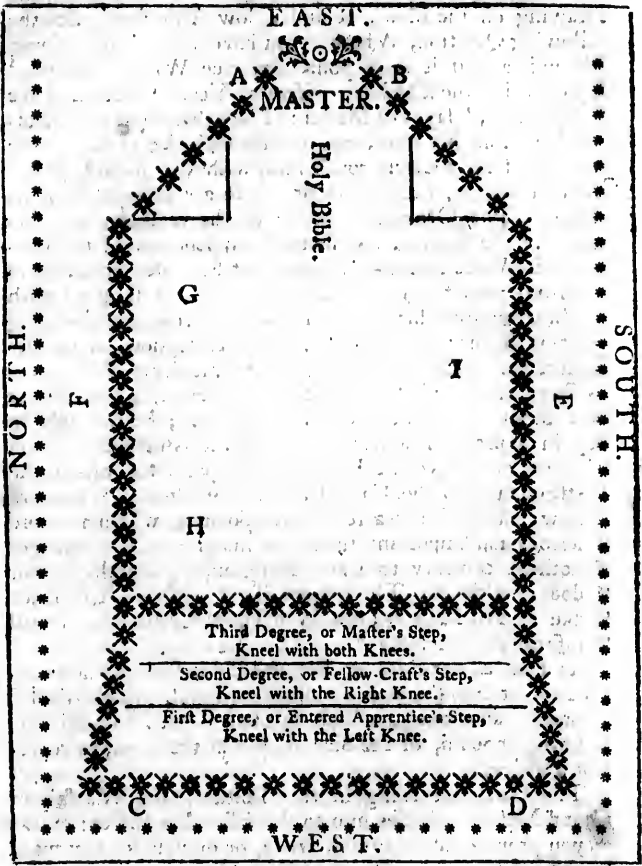 EAST.
A B
MASTER.
Holy Bible.
G
NORTH.
SOUTH.
I
F
E
H
Third Degree, or Maſter's Step,
Kneel with both Knees.
Second Degree, or Fellow-Craft's Step,
Kneel with the Right Knee.
Firſt Degree, or Entered Apprentice's Step,
Kneel with the Left Knee.
C D
WEST.